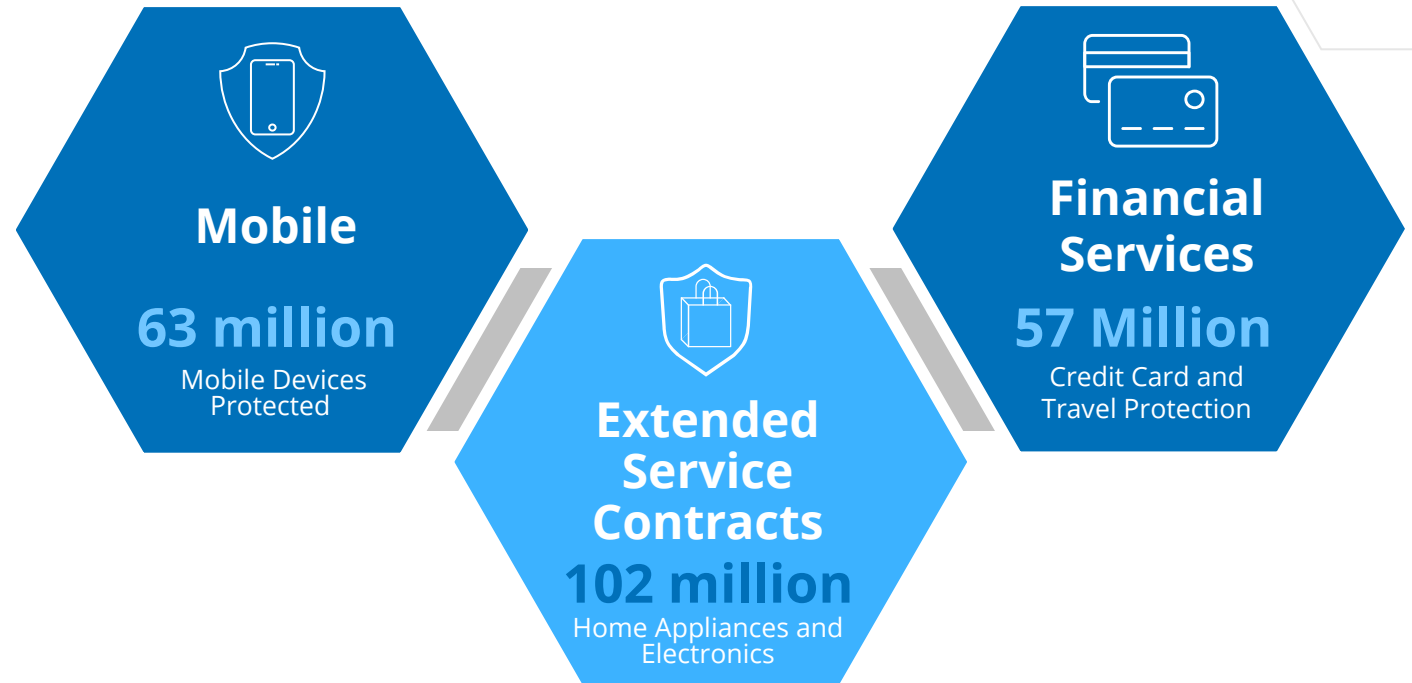 Mobile
63 million
Mobile Devices
Protected
Extended
Service
Contracts
102 million
Home Appliances and
Electronics
Financial
Services
57 Million
Credit Card and
Travel Protection